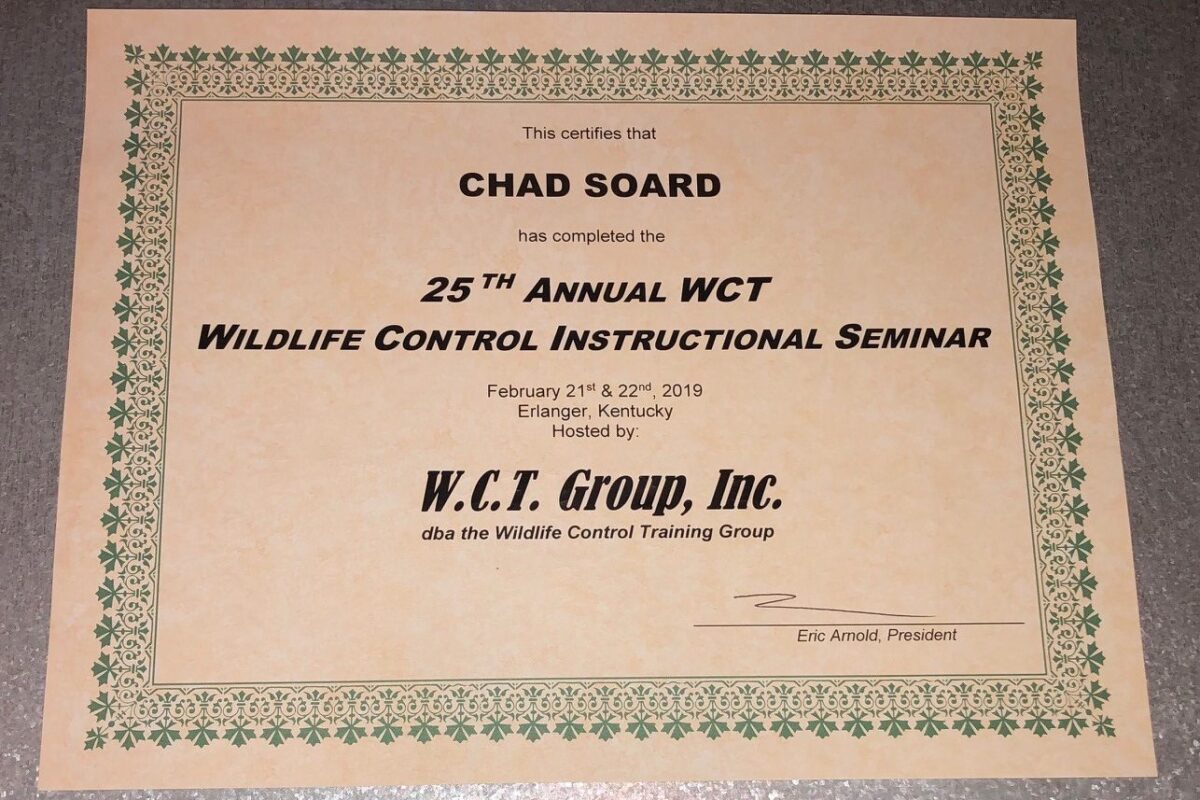 This certifies that
CHAD SOARD
has completed the
25TH ANNUAL WCT
WILDLIFE CONTROL INSTRUCTIONAL SEMINAR
February 21st & 22nd, 2019
Erlanger, Kentucky
Hosted by:
W.C.T. Group, Inc.
dba the Wildlife Control Training Group
Eric Arnold, President